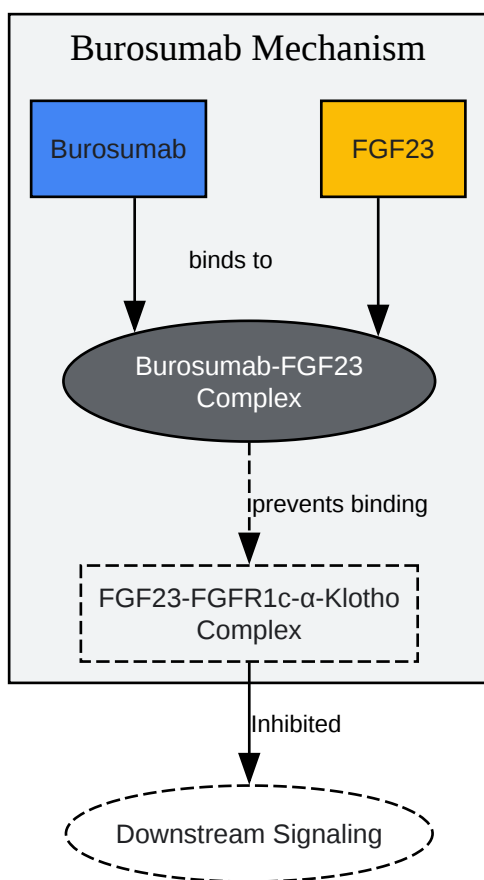 Burosumab Mechanism
Burosumab
FGF23
binds to
Burosumab-FGF23
Complex
prevents binding
FGF23-FGFR1c-α-Klotho
Complex
Inhibited
Downstream Signaling